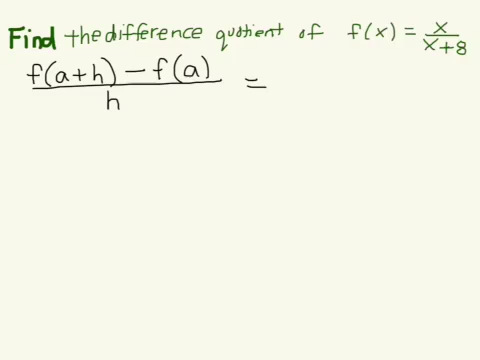 Find the difference quotient of f(x) = x/(x+8)
(f(a+h) − f(a))/h =